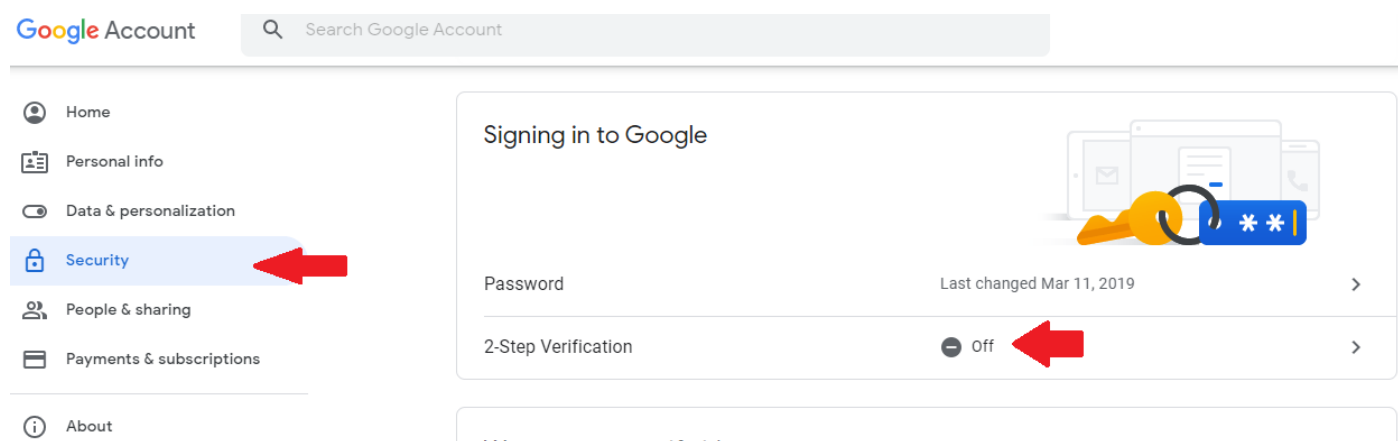 Google Account
Search Google Account
Home
Personal info
Data & personalization
Security
People & sharing
Payments & subscriptions
About
Signing in to Google
**
Password Last changed Mar 11, 2019
2-Step Verification Off